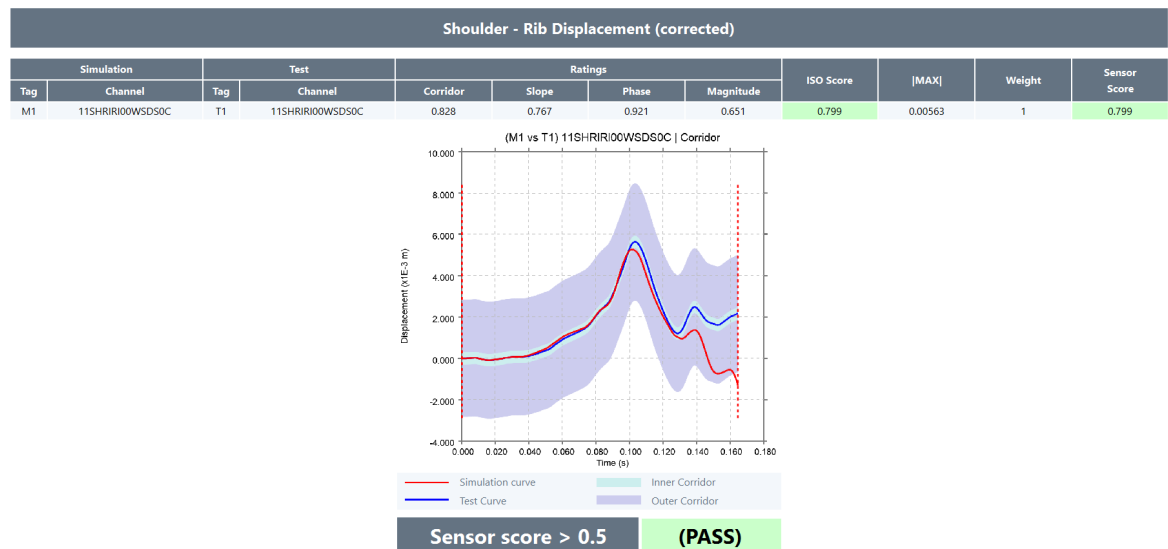 Shoulder - Rib Displacement (corrected)
Simulation Test Ratings ISO Score |MAX| Weight Sensor Score
Tag Channel Tag Channel Corridor Slope Phase Magnitude
M1 11SHRIRI00WSDS0C T1 11SHRIRI00WSDS0C 0.828 0.767 0.921 0.651 0.799 0.00563 1 0.799
(M1 vs T1) 11SHRIRI00WSDS0C | Corridor
10.000
8.000
6.000
4.000
2.000
0.000
-2.000
-4.000
Displacement (x1E-3 m)
0.000 0.020 0.040 0.060 0.080 0.100 0.120 0.140 0.160 0.180
Time (s)
Simulation curve Inner Corridor
Test Curve Outer Corridor
Sensor score > 0.5 (PASS)